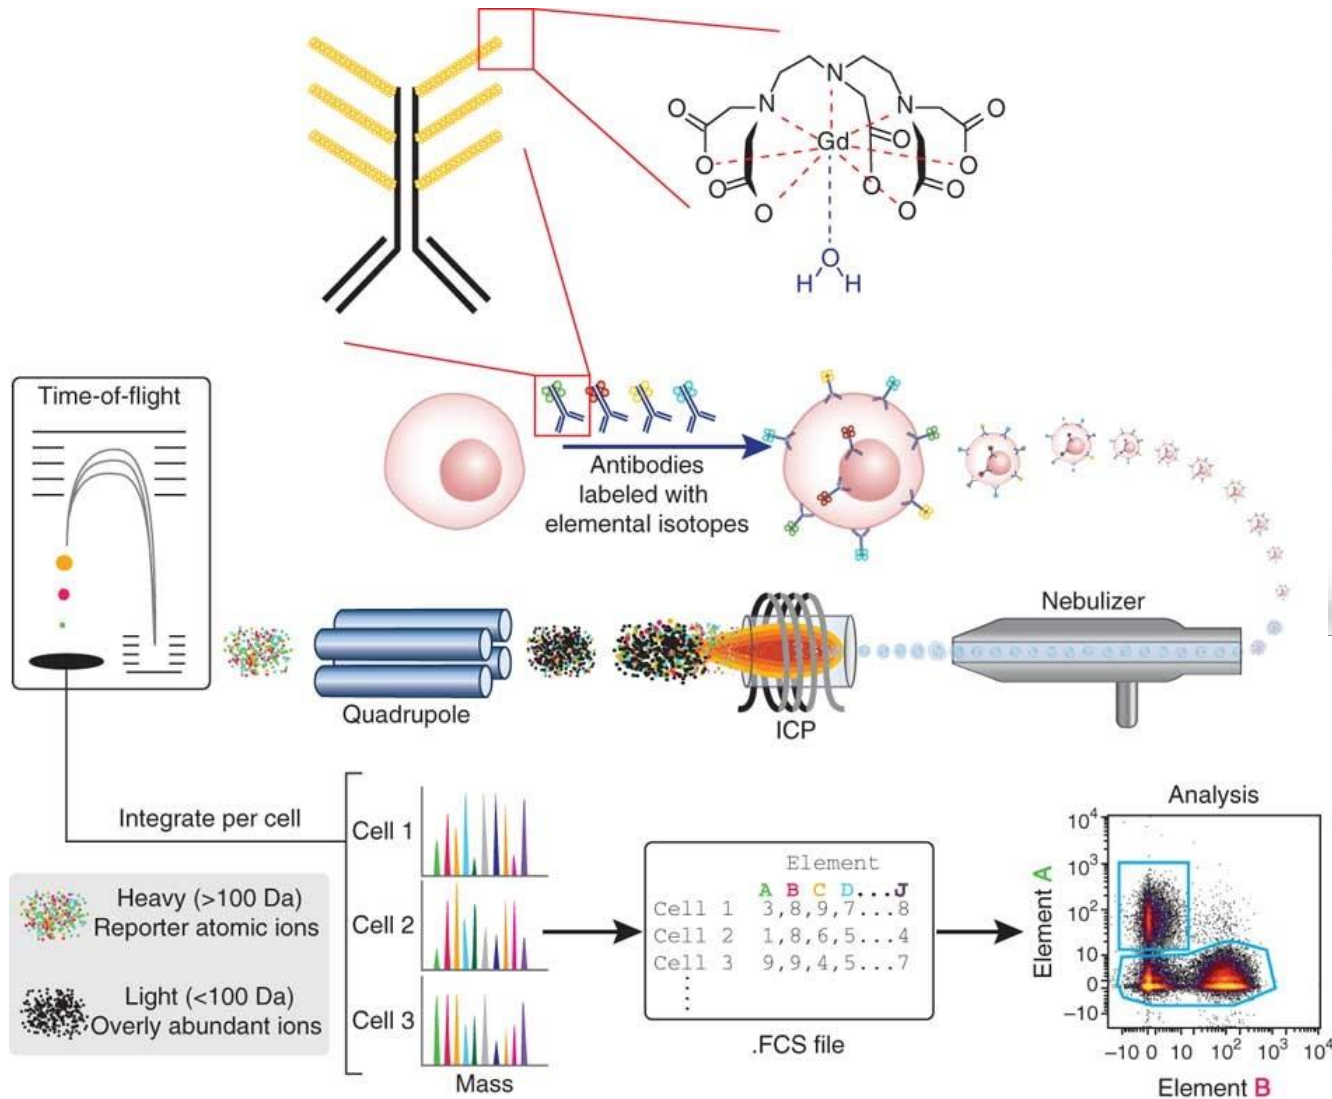 N
N
N
O
O
O
O
Gd
O
O
O
O
O
O
H H
Time-of-flight
Antibodies
labeled with
elemental isotopes
Nebulizer
Quadrupole
ICP
Integrate per cell
Heavy (>100 Da)
Reporter atomic ions
Light (<100 Da)
Overly abundant ions
Cell 1
Cell 2
Cell 3
Mass
Element
A B C D...J
Cell 1 3,8,9,7...8
Cell 2 1,8,6,5...4
Cell 3 9,9,4,5...7
.FCS file
Analysis
Element A
10⁴
10³
10²
10
0
−10
−10 0 10 10² 10³ 10⁴
Element B